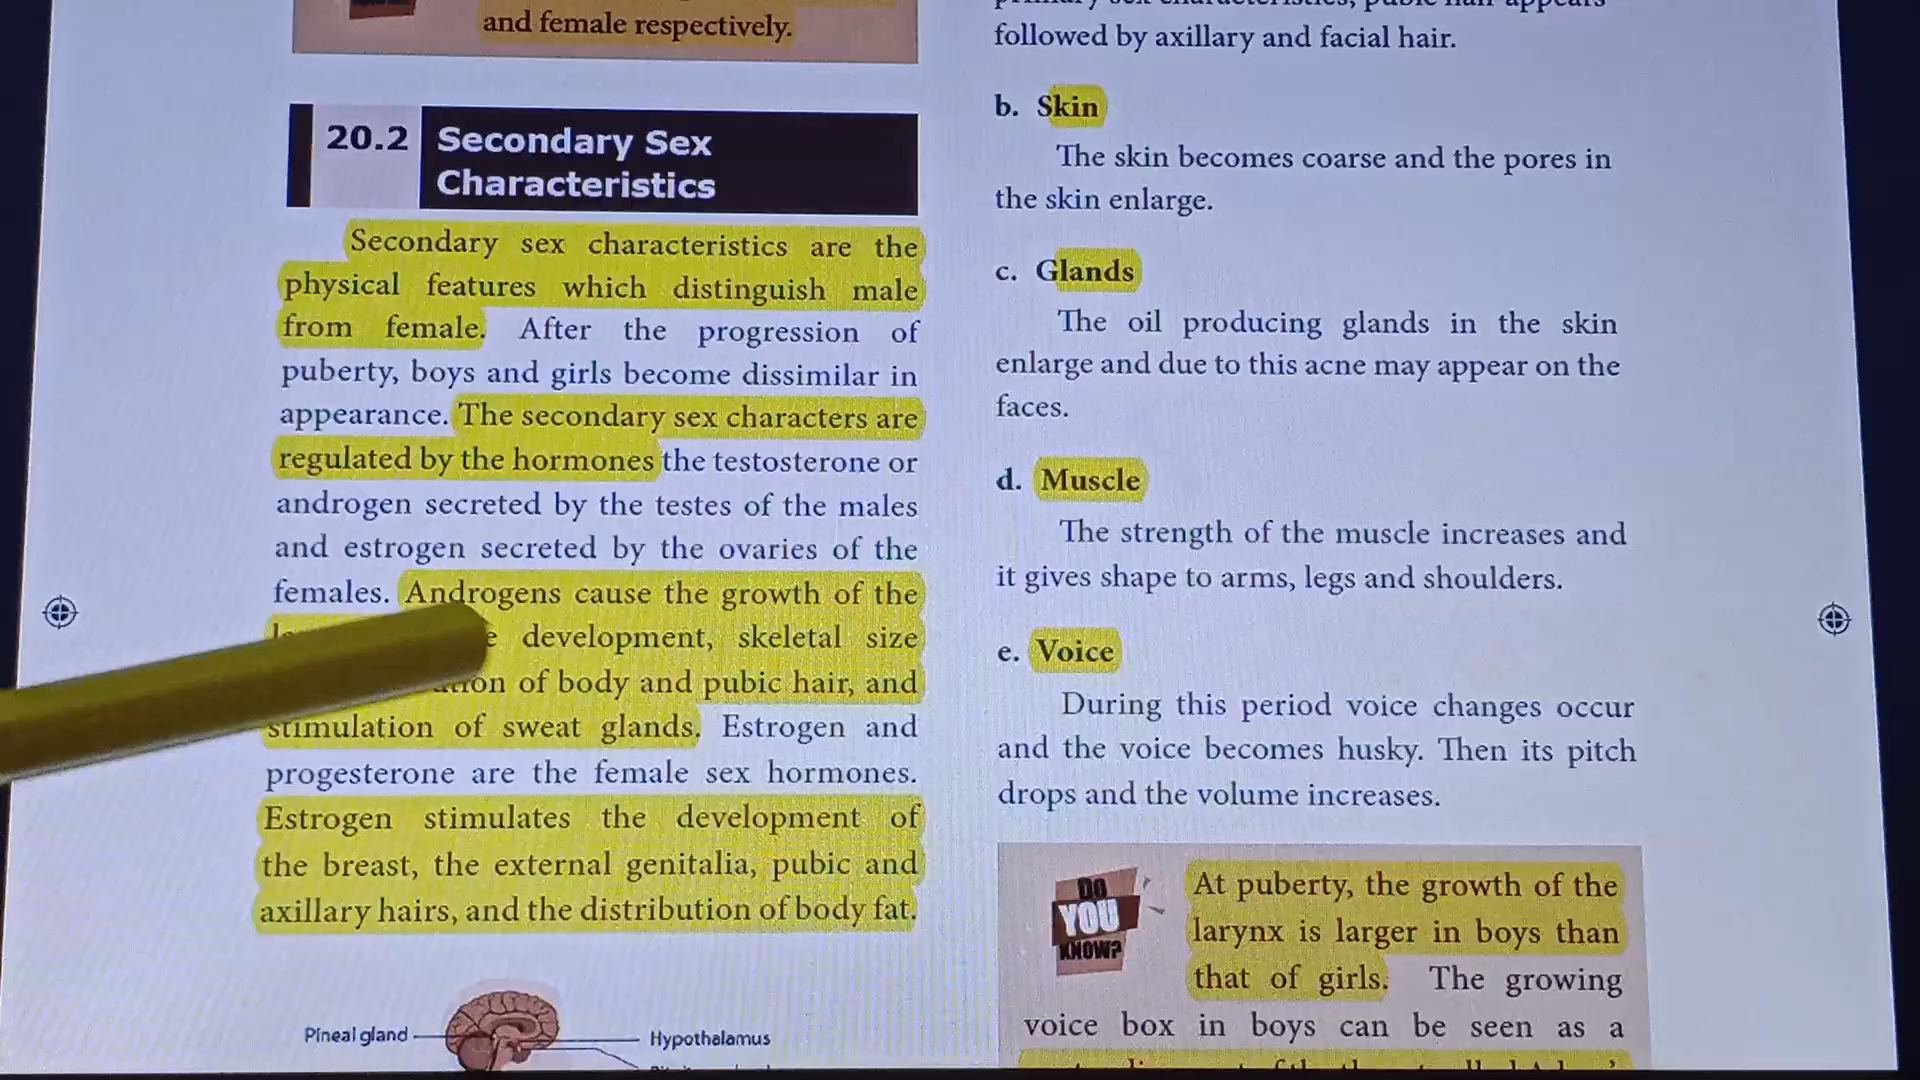 and female respectively.
20.2 Secondary Sex
Characteristics
Secondary sex characteristics are the
physical features which distinguish male
from female. After the progression of
puberty, boys and girls become dissimilar in
appearance. The secondary sex characters are
regulated by the hormones the testosterone or
androgen secreted by the testes of the males
and estrogen secreted by the ovaries of the
females. Androgens cause the growth of the
development, skeletal size
of body and pubic hair, and
stimulation of sweat glands. Estrogen and
progesterone are the female sex hormones.
Estrogen stimulates the development of
the breast, the external genitalia, pubic and
axillary hairs, and the distribution of body fat.
Pineal gland
Hypothalamus
followed by axillary and facial hair.
b. Skin
The skin becomes coarse and the pores in
the skin enlarge.
c. Glands
The oil producing glands in the skin
enlarge and due to this acne may appear on the
faces.
d. Muscle
The strength of the muscle increases and
it gives shape to arms, legs and shoulders.
e. Voice
During this period voice changes occur
and the voice becomes husky. Then its pitch
drops and the volume increases.
DO
YOU
KNOW?
At puberty, the growth of the
larynx is larger in boys than
that of girls. The growing
voice box in boys can be seen as a